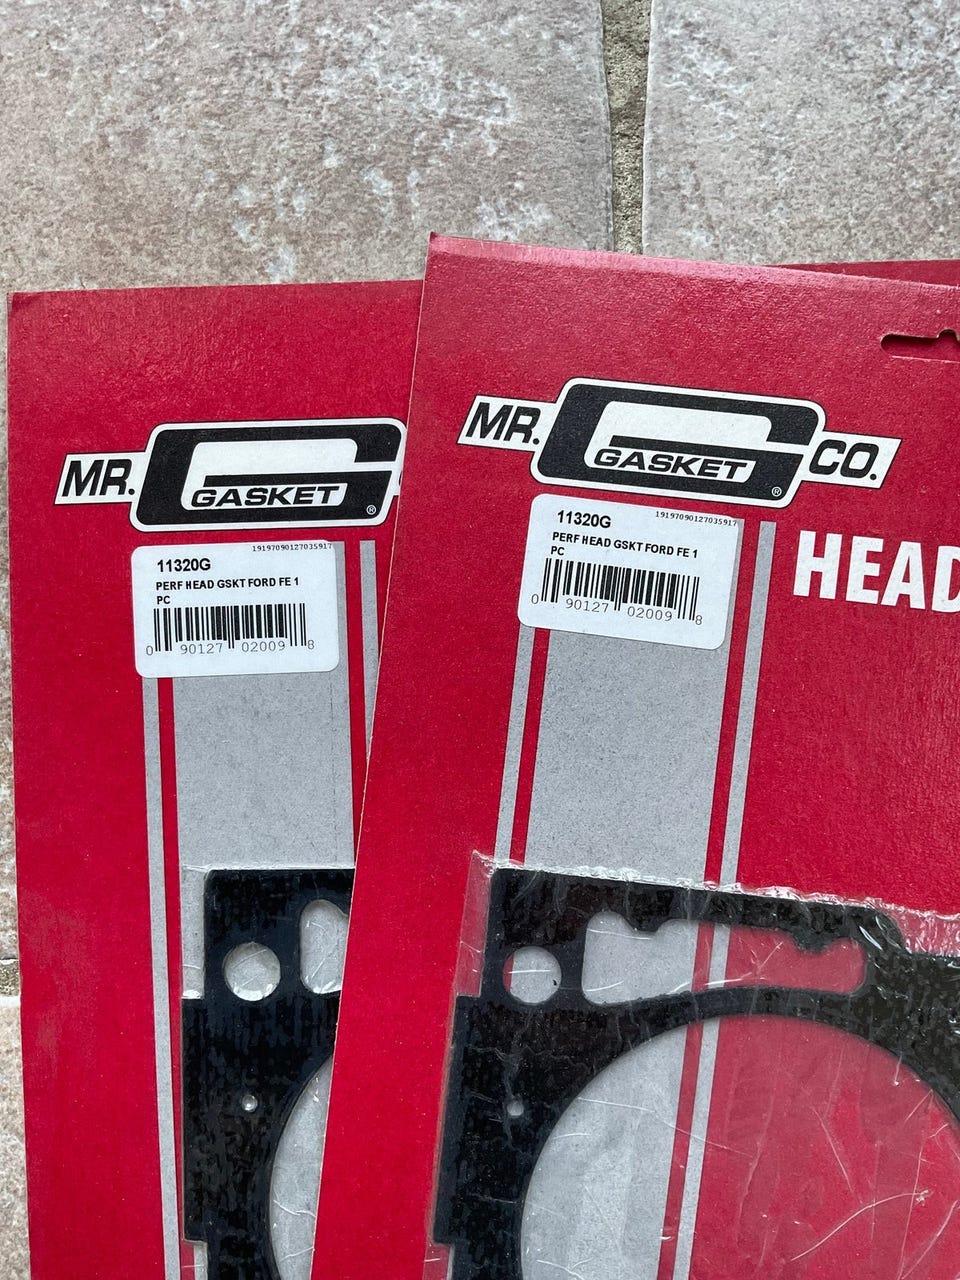 MR. GASKET ®
19197090127035917
11320G
PERF HEAD GSKT FORD FE 1
PC
0 90127 02009 8
MR. GASKET CO. ®
19197090127035917
11320G
PERF HEAD GSKT FORD FE 1
PC
0 90127 02009 8
HEAD